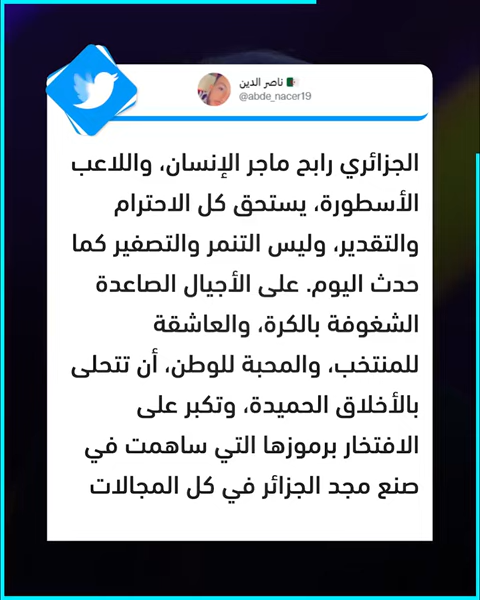 ناصر الدين 🇩🇿
@abde_nacer19
الجزائري رابح ماجر الإنسان، واللاعب
الأسطورة، يستحق كل الاحترام
والتقدير، وليس التنمر والتصفير كما
حدث اليوم. على الأجيال الصاعدة
الشغوفة بالكرة، والعاشقة
للمنتخب، والمحبة للوطن، أن تتحلى
بالأخلاق الحميدة، وتكبر على
الافتخار برموزها التي ساهمت في
صنع مجد الجزائر في كل المجالات